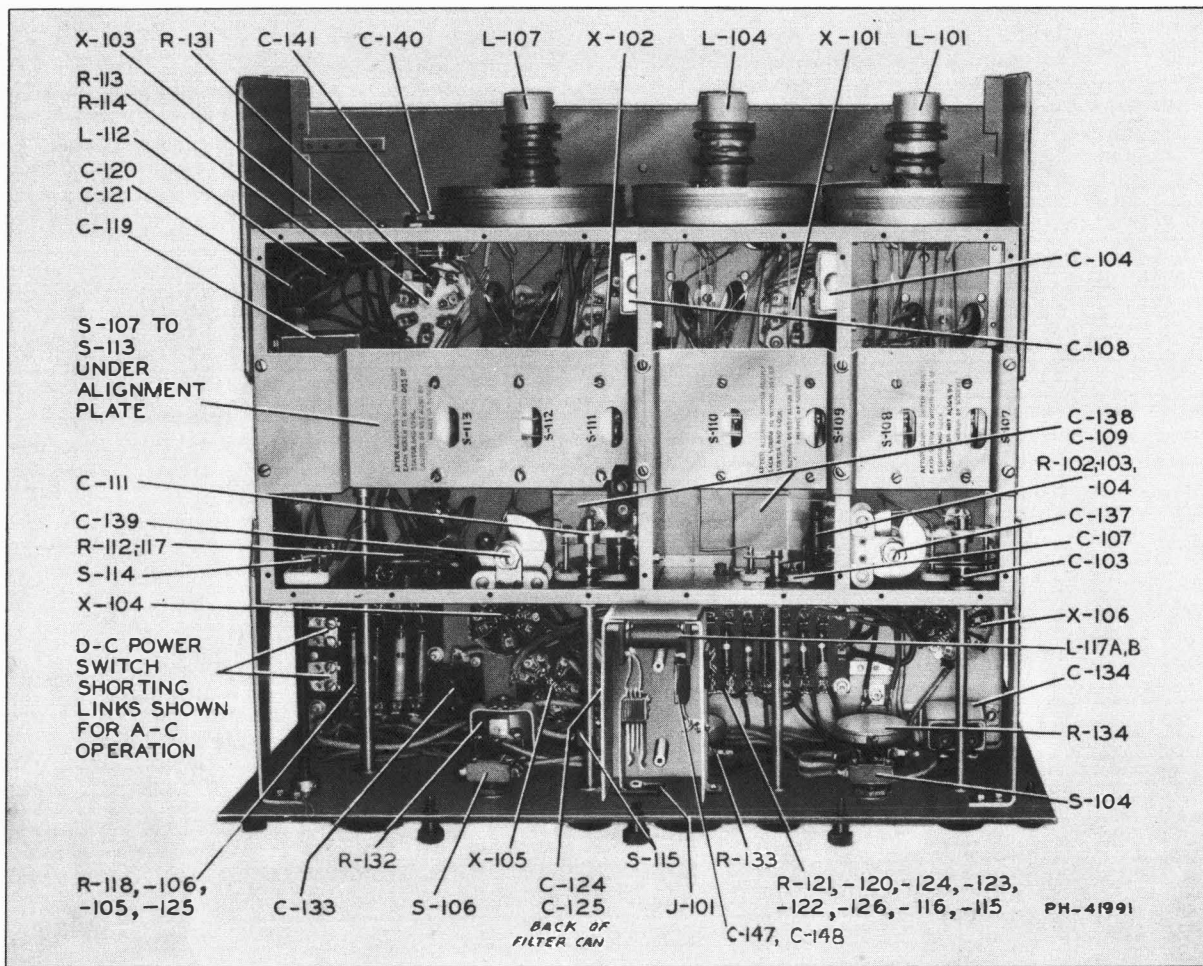 X-103
R-131
C-141
C-140
L-107
X-102
L-104
X-101
L-101
R-113
R-114
L-112
C-120
C-121
C-119
S-107 TO
S-113
UNDER
ALIGNMENT
PLATE
C-111
C-139
R-112,-117
S-114
X-104
D-C POWER
SWITCH
SHORTING
LINKS SHOWN
FOR A-C
OPERATION
S-113
S-112
S-111
S-110
S-109
S-108
S-107
C-104
C-108
C-138
C-109
R-102,-103,
-104
C-137
C-107
C-103
X-106
L-117A,B
C-134
R-134
S-104
R-118, -106,
-105, -125
C-133
R-132
S-106
X-105
C-124
C-125
BACK OF
FILTER CAN
S-115
J-101
R-133
C-147, C-148
R-121, -120, -124, -123,
-122, -126, -116, -115
PH-41991